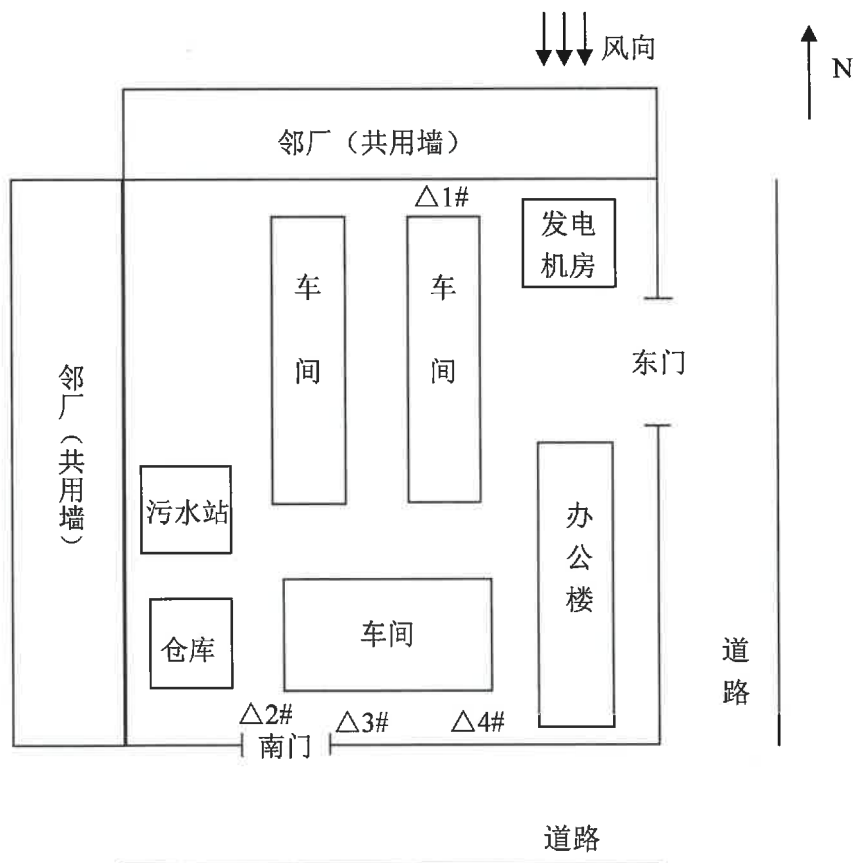 风向
N
邻厂（共用墙）
△1#
发电
机房
车间
车间
东门
邻厂（共用墙）
污水站
办公楼
仓库
车间
道路
△2#
△3#
△4#
南门
道路